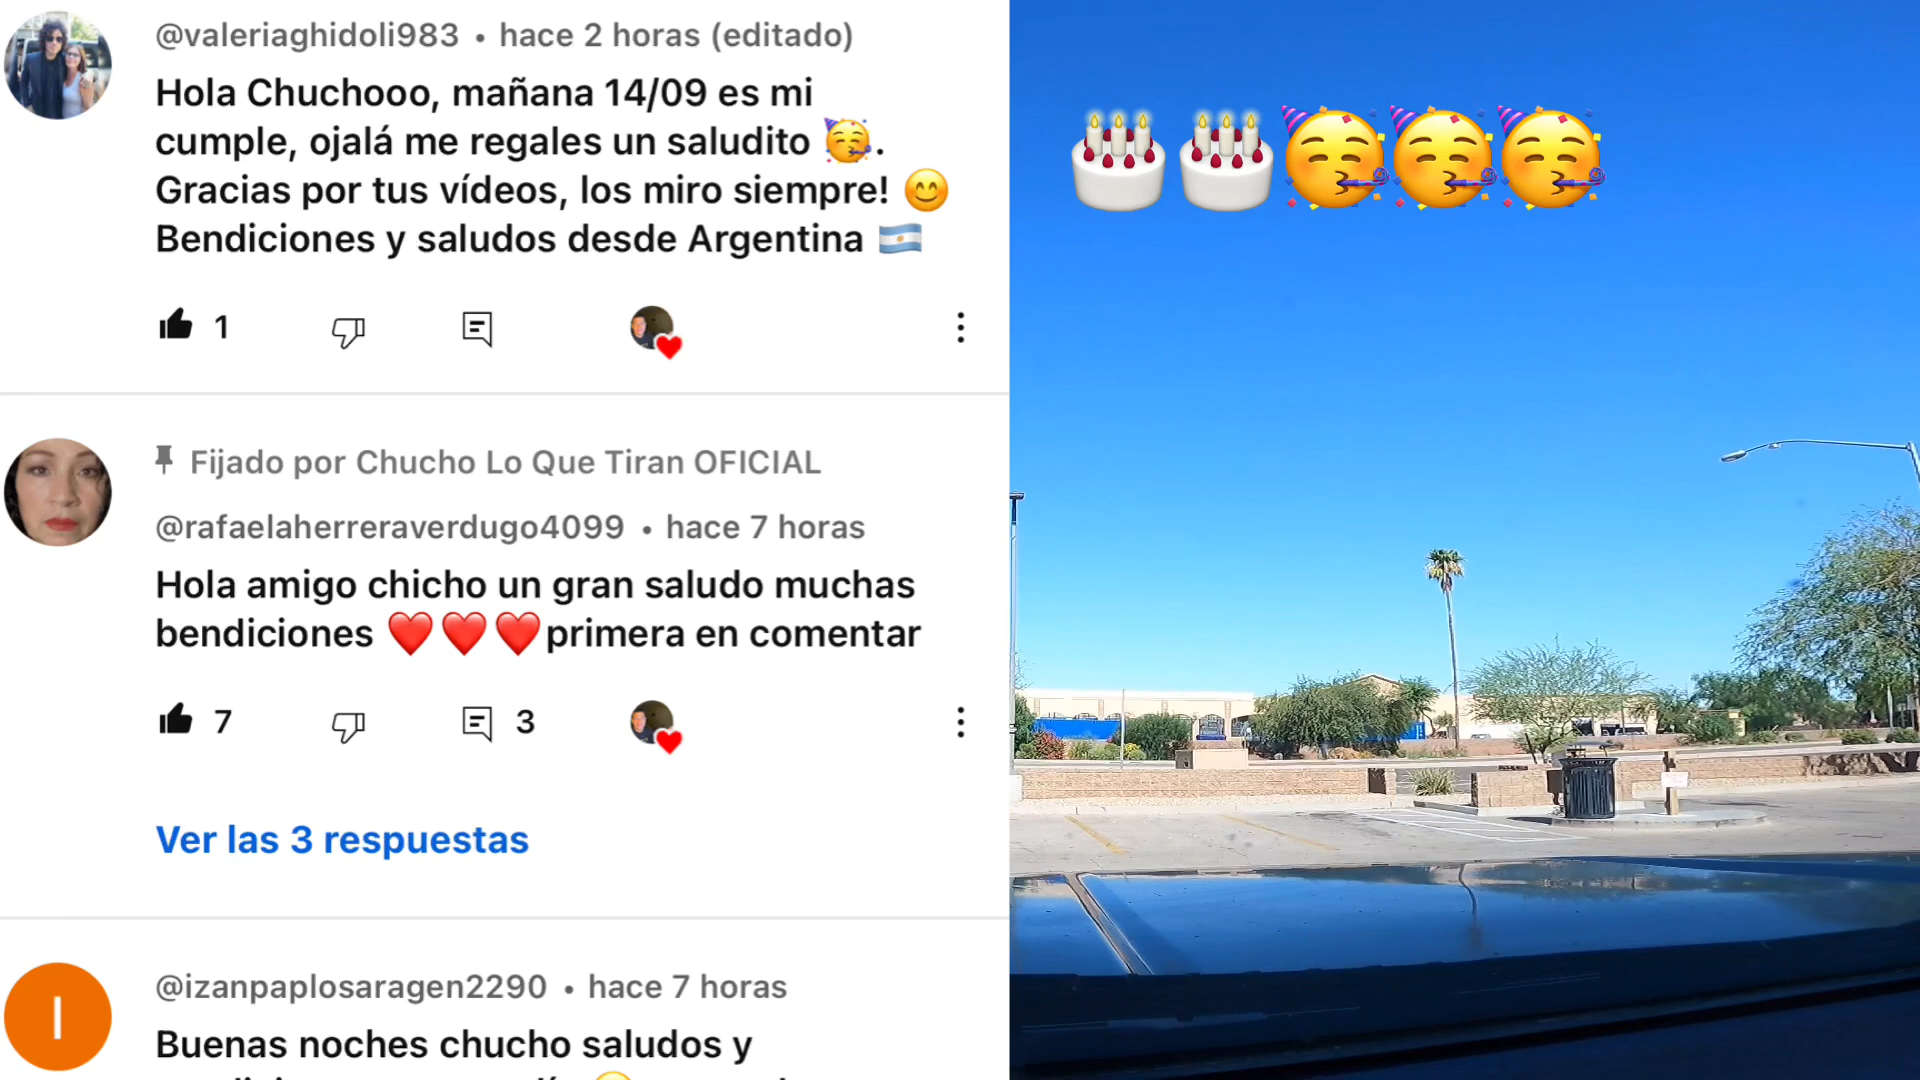 @valeriaghidoli983 • hace 2 horas (editado)
Hola Chuchooo, mañana 14/09 es mi
cumple, ojalá me regales un saludito 🥳.
Gracias por tus vídeos, los miro siempre! 😊
Bendiciones y saludos desde Argentina 🇦🇷
1
Fijado por Chucho Lo Que Tiran OFICIAL
@rafaelaherreraverdugo4099 • hace 7 horas
Hola amigo chicho un gran saludo muchas
bendiciones ❤️❤️❤️primera en comentar
7 3
Ver las 3 respuestas
I
@izanpaplosaragen2290 • hace 7 horas
Buenas noches chucho saludos y